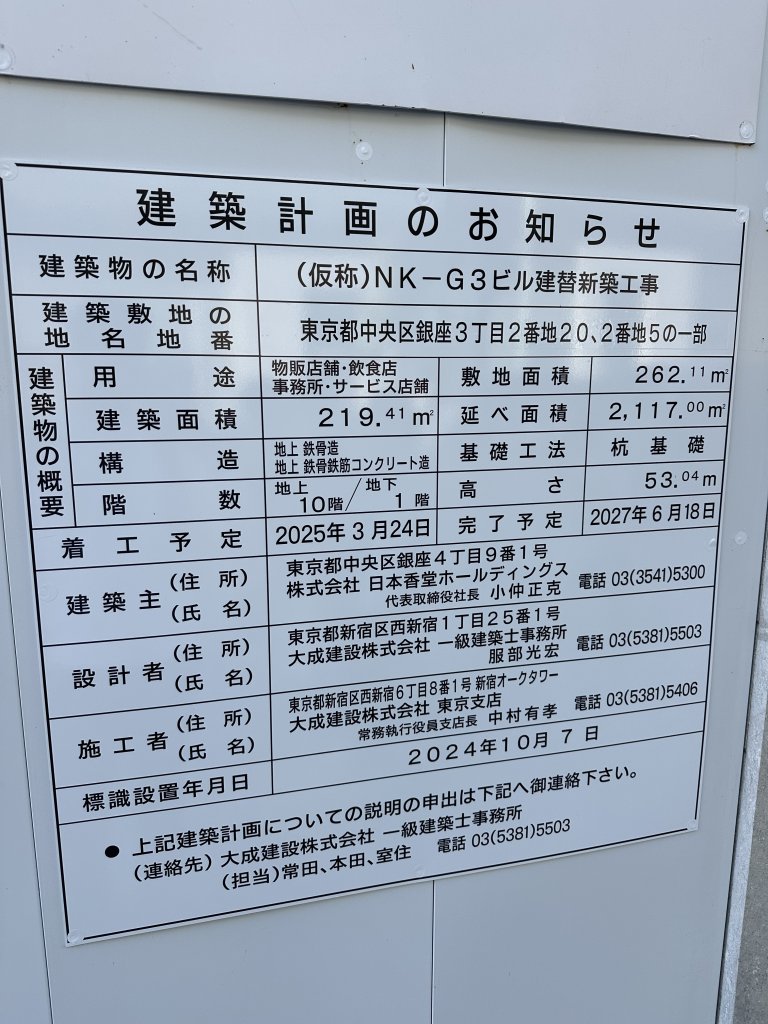 建築計画のお知らせ
建築物の名称 (仮称)NK－G3ビル建替新築工事
建築敷地の
地名地番
東京都中央区銀座3丁目2番地20、2番地5の一部
建築物の概要
用途
物販店舗・飲食店
事務所・サービス店舗
敷地面積 262.11㎡
建築面積 219.41㎡ 延べ面積 2,117.00㎡
構造
地上 鉄骨造
地上 鉄骨鉄筋コンクリート造
基礎工法 杭基礎
階数 地上10階/地下1階 高さ 53.04m
着工予定 2025年3月24日 完了予定 2027年6月18日
建築主 (住所)
(氏名)
東京都中央区銀座4丁目9番1号
株式会社 日本香堂ホールディングス
代表取締役社長 小仲正克 電話 03(3541)5300
設計者 (住所)
(氏名)
東京都新宿区西新宿1丁目25番1号
大成建設株式会社 一級建築士事務所
服部光宏 電話 03(5381)5503
施工者 (住所)
(氏名)
東京都新宿区西新宿6丁目8番1号 新宿オークタワー
大成建設株式会社 東京支店
常務執行役員支店長 中村有孝 電話 03(5381)5406
標識設置年月日 2024年10月7日
● 上記建築計画についての説明の申出は下記へ御連絡下さい。
(連絡先) 大成建設株式会社 一級建築士事務所
(担当) 常田、本田、室住 電話 03(5381)5503